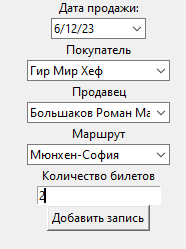 Дата продажи:
6/12/23
Покупатель
Гир Мир Хеф
Продавец
Большаков Роман Ма
Маршрут
Мюнхен-София
Количество билетов
2
Добавить запись